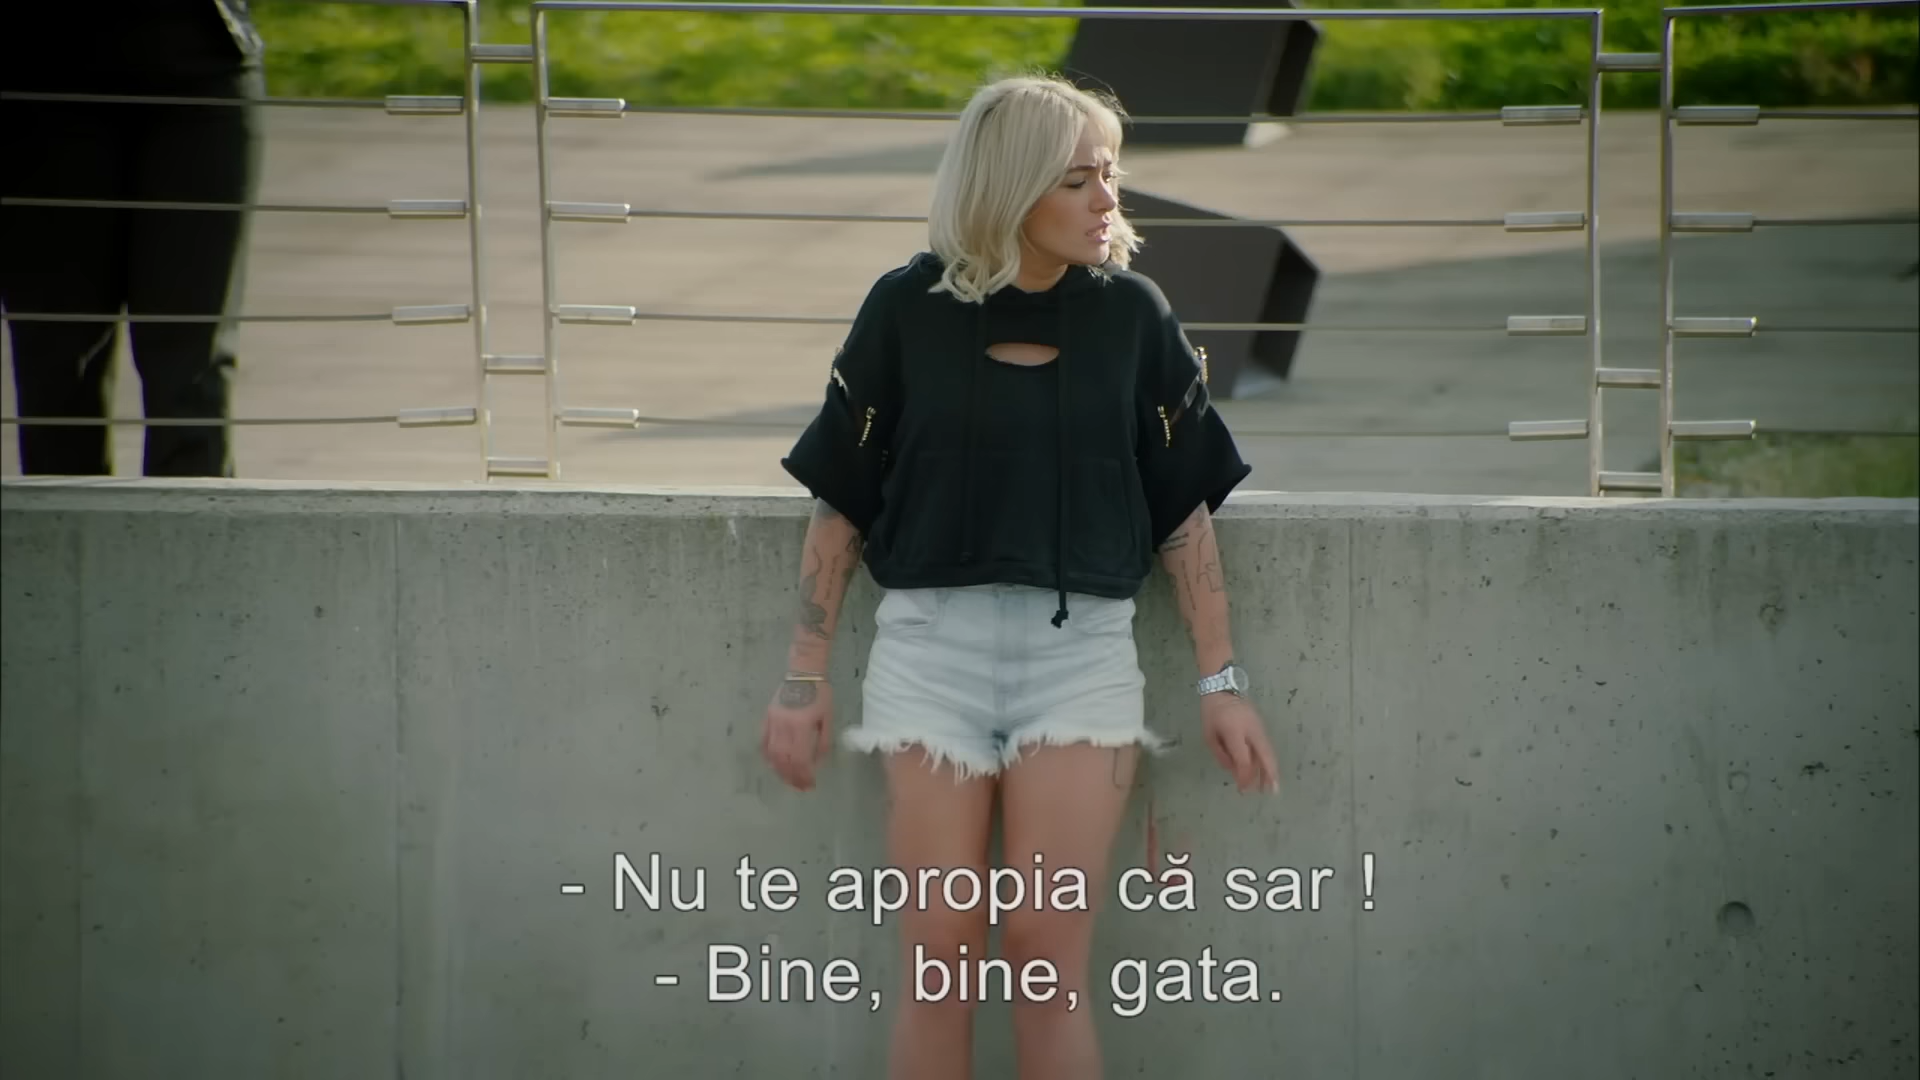 - Nu te apropia că sar !
- Bine, bine, gata.